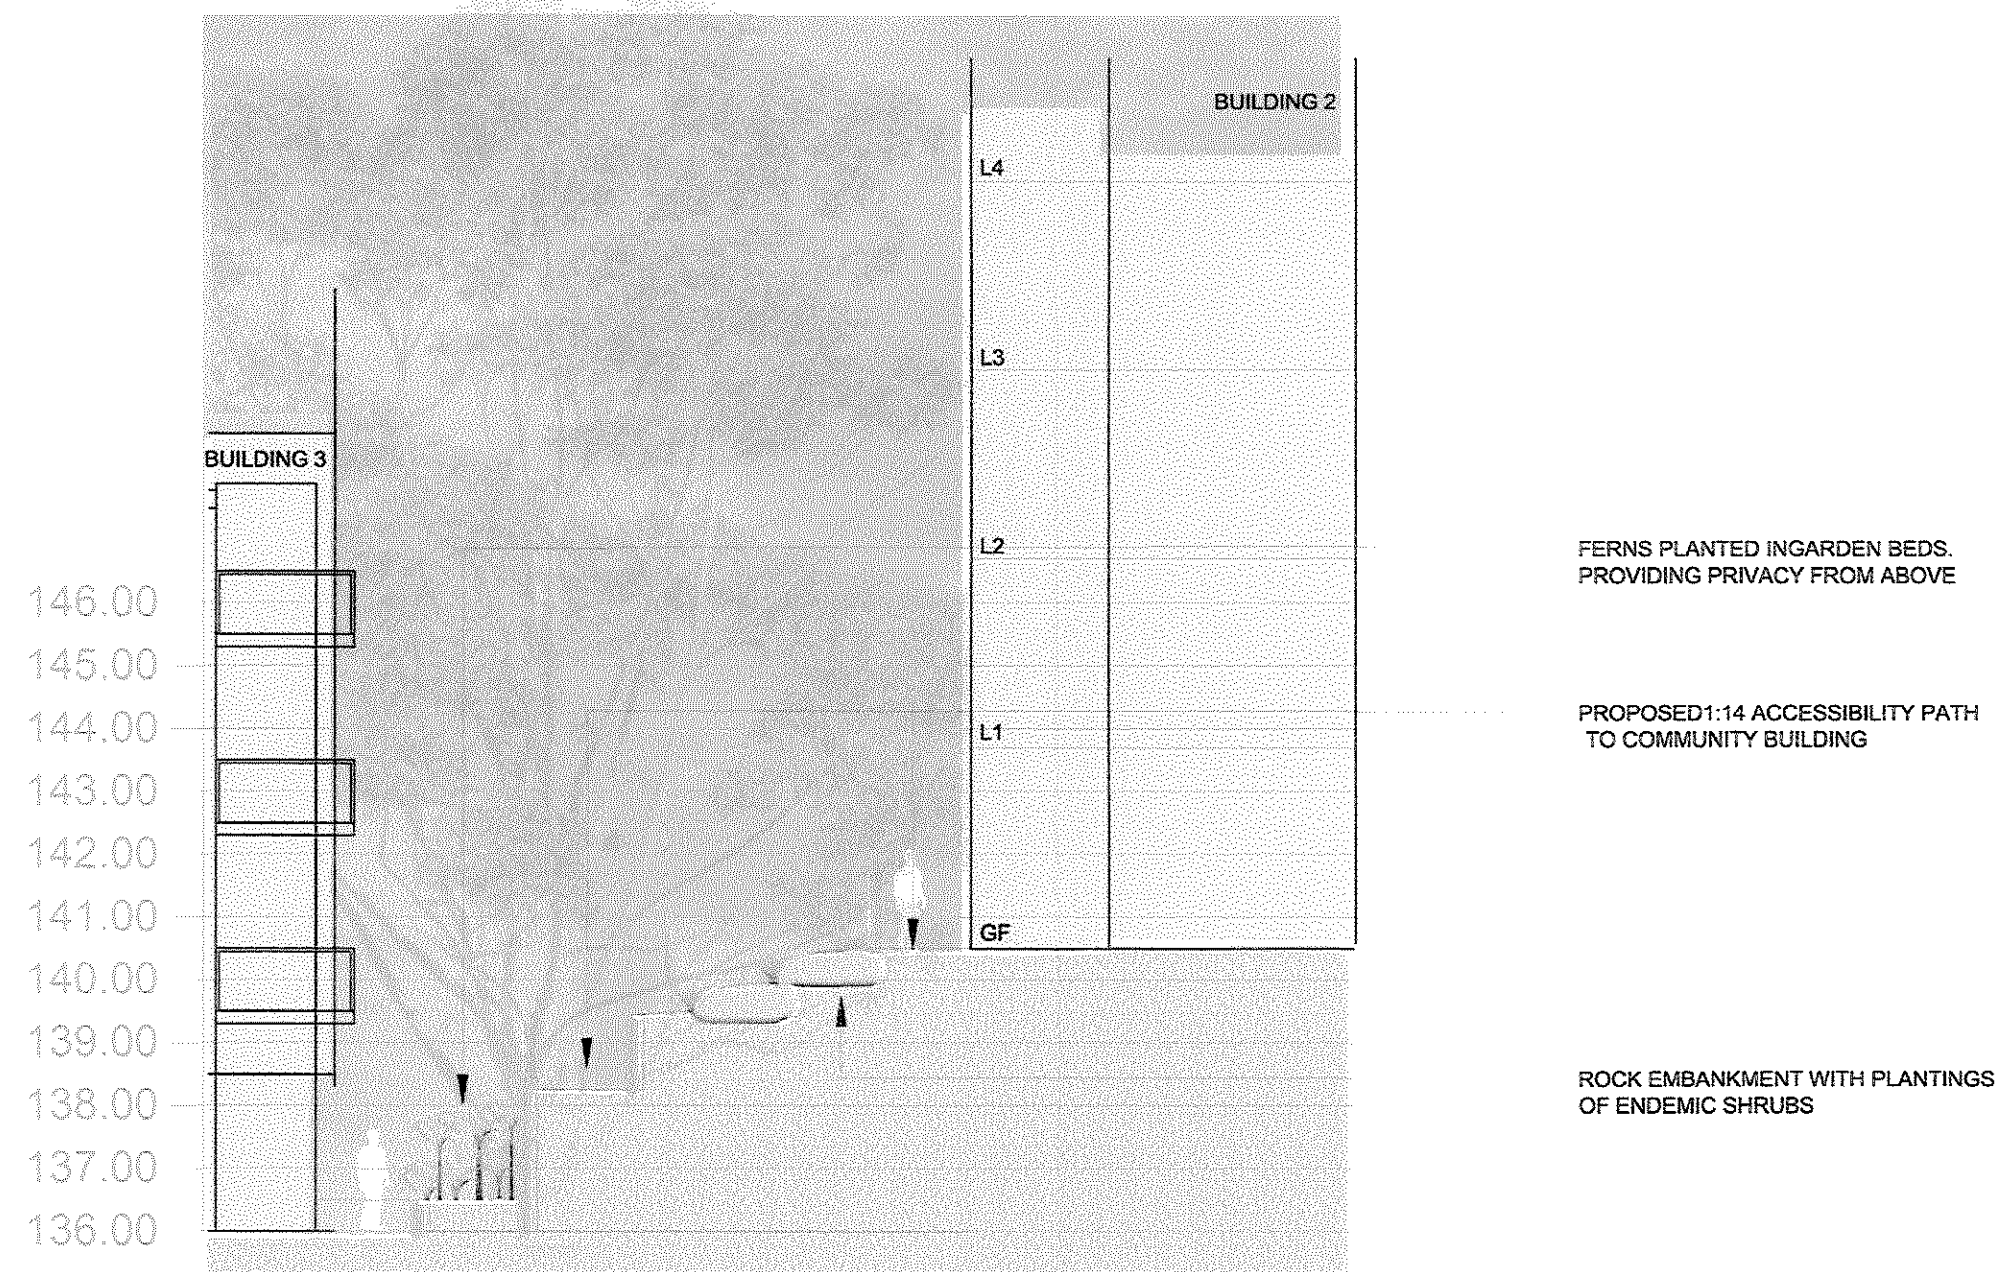 BUILDING 2
L4
L3
BUILDING 3
L2
FERNS PLANTED INGARDEN BEDS.
PROVIDING PRIVACY FROM ABOVE
146.00
145.00
144.00
L1
PROPOSED1:14 ACCESSIBILITY PATH
TO COMMUNITY BUILDING
143.00
142.00
141.00
GF
140.00
139.00
138.00
ROCK EMBANKMENT WITH PLANTINGS
OF ENDEMIC SHRUBS
137.00
136.00